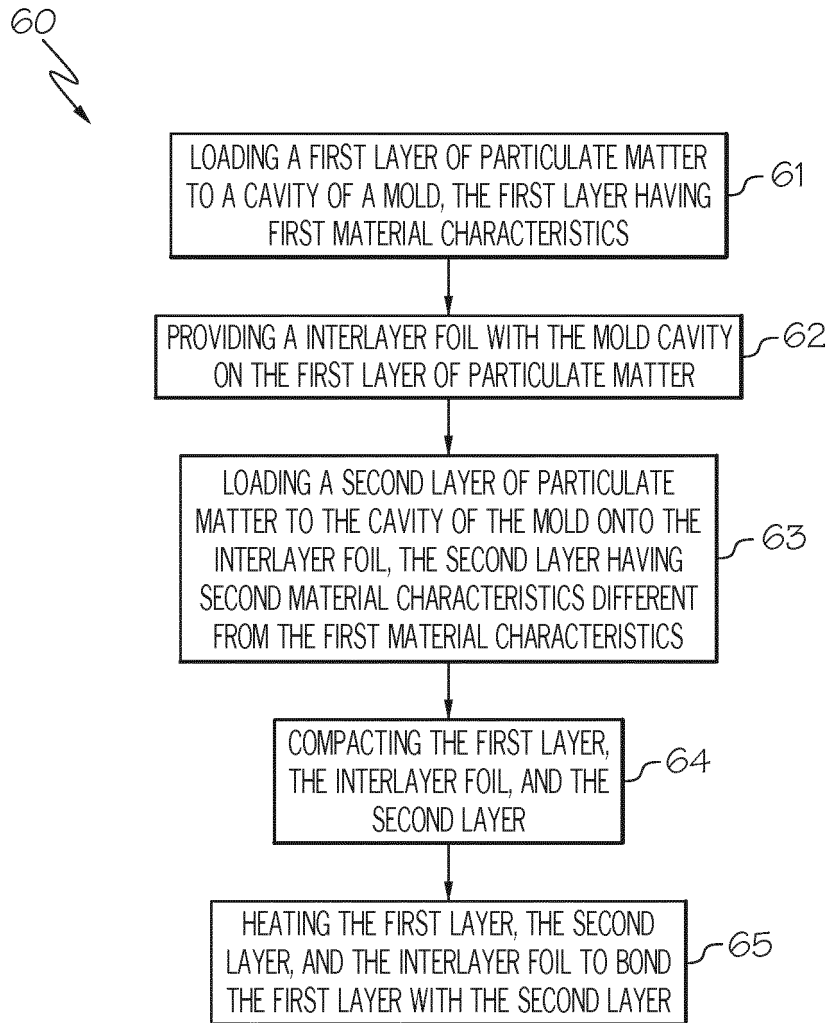 60
LOADING A FIRST LAYER OF PARTICULATE MATTER
TO A CAVITY OF A MOLD, THE FIRST LAYER HAVING
FIRST MATERIAL CHARACTERISTICS
61
PROVIDING A INTERLAYER FOIL WITH THE MOLD CAVITY
ON THE FIRST LAYER OF PARTICULATE MATTER
62
LOADING A SECOND LAYER OF PARTICULATE
MATTER TO THE CAVITY OF THE MOLD ONTO THE
INTERLAYER FOIL, THE SECOND LAYER HAVING
SECOND MATERIAL CHARACTERISTICS DIFFERENT
FROM THE FIRST MATERIAL CHARACTERISTICS
63
COMPACTING THE FIRST LAYER,
THE INTERLAYER FOIL, AND THE
SECOND LAYER
64
HEATING THE FIRST LAYER, THE SECOND
LAYER, AND THE INTERLAYER FOIL TO BOND
THE FIRST LAYER WITH THE SECOND LAYER
65